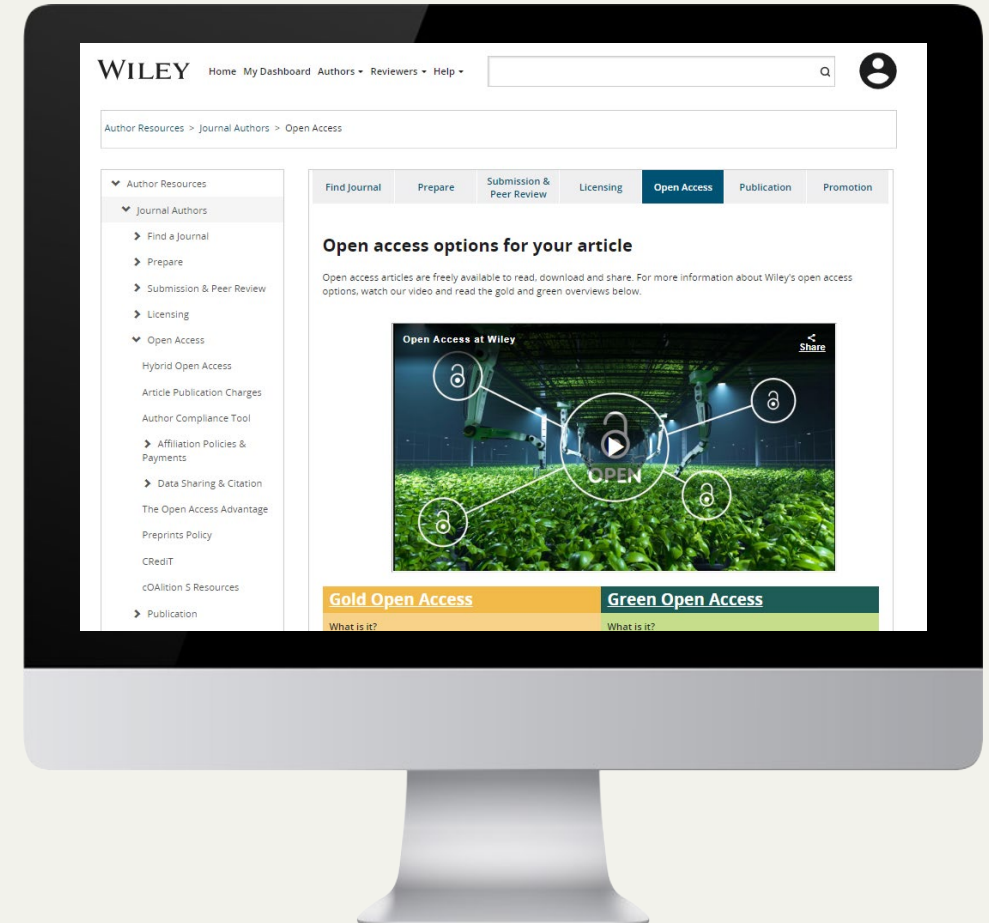 WILEY
Home My Dashboard Authors Reviewers Help
Author Resources > Journal Authors > Open Access
Author Resources
Journal Authors
Find a Journal
Prepare
Submission & Peer Review
Licensing
Open Access
Hybrid Open Access
Article Publication Charges
Author Compliance Tool
Affiliation Policies &
Payments
Data Sharing & Citation
The Open Access Advantage
Preprints Policy
CRediT
cOAlition S Resources
Publication
Find Journal
Prepare
Submission &
Peer Review
Licensing
Open Access
Publication
Promotion
Open access options for your article
Open access articles are freely available to read, download and share. For more information about Wiley's open access
options, watch our video and read the gold and green overviews below.
Open Access at Wiley
Share
OPEN
Gold Open Access
What is it?
Green Open Access
What is it?